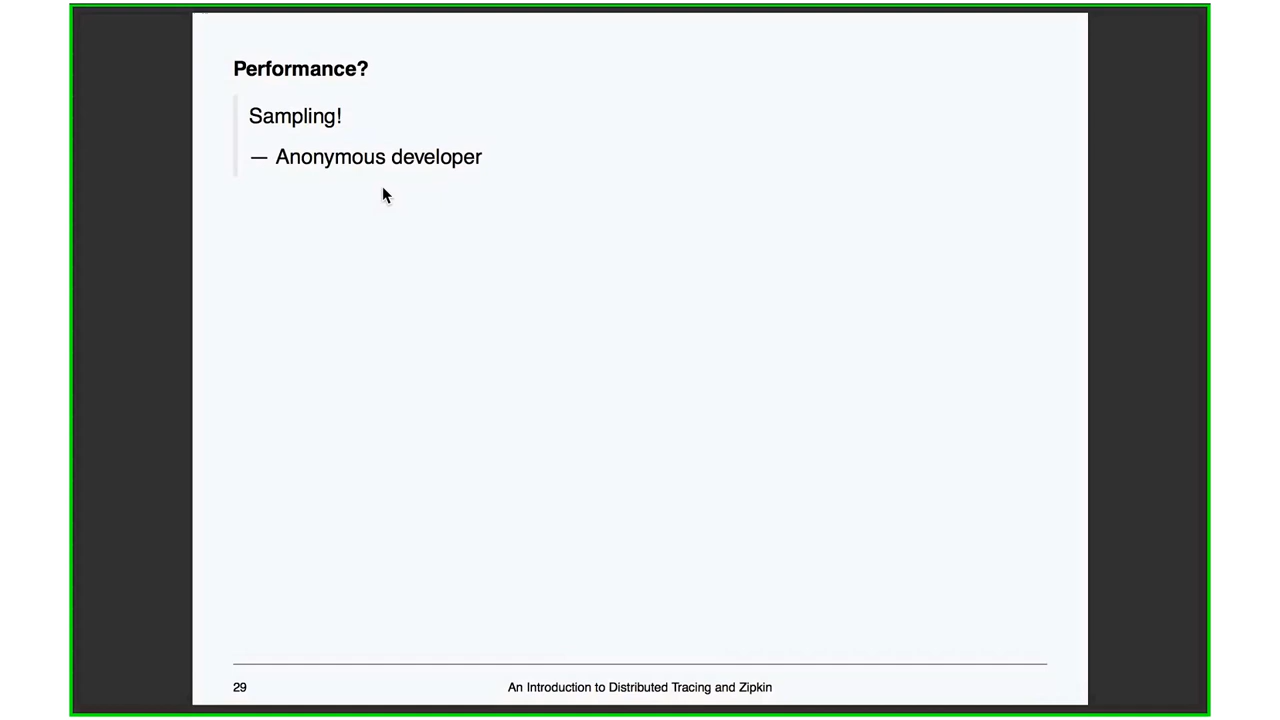 Performance?
Sampling!
— Anonymous developer
29
An Introduction to Distributed Tracing and Zipkin